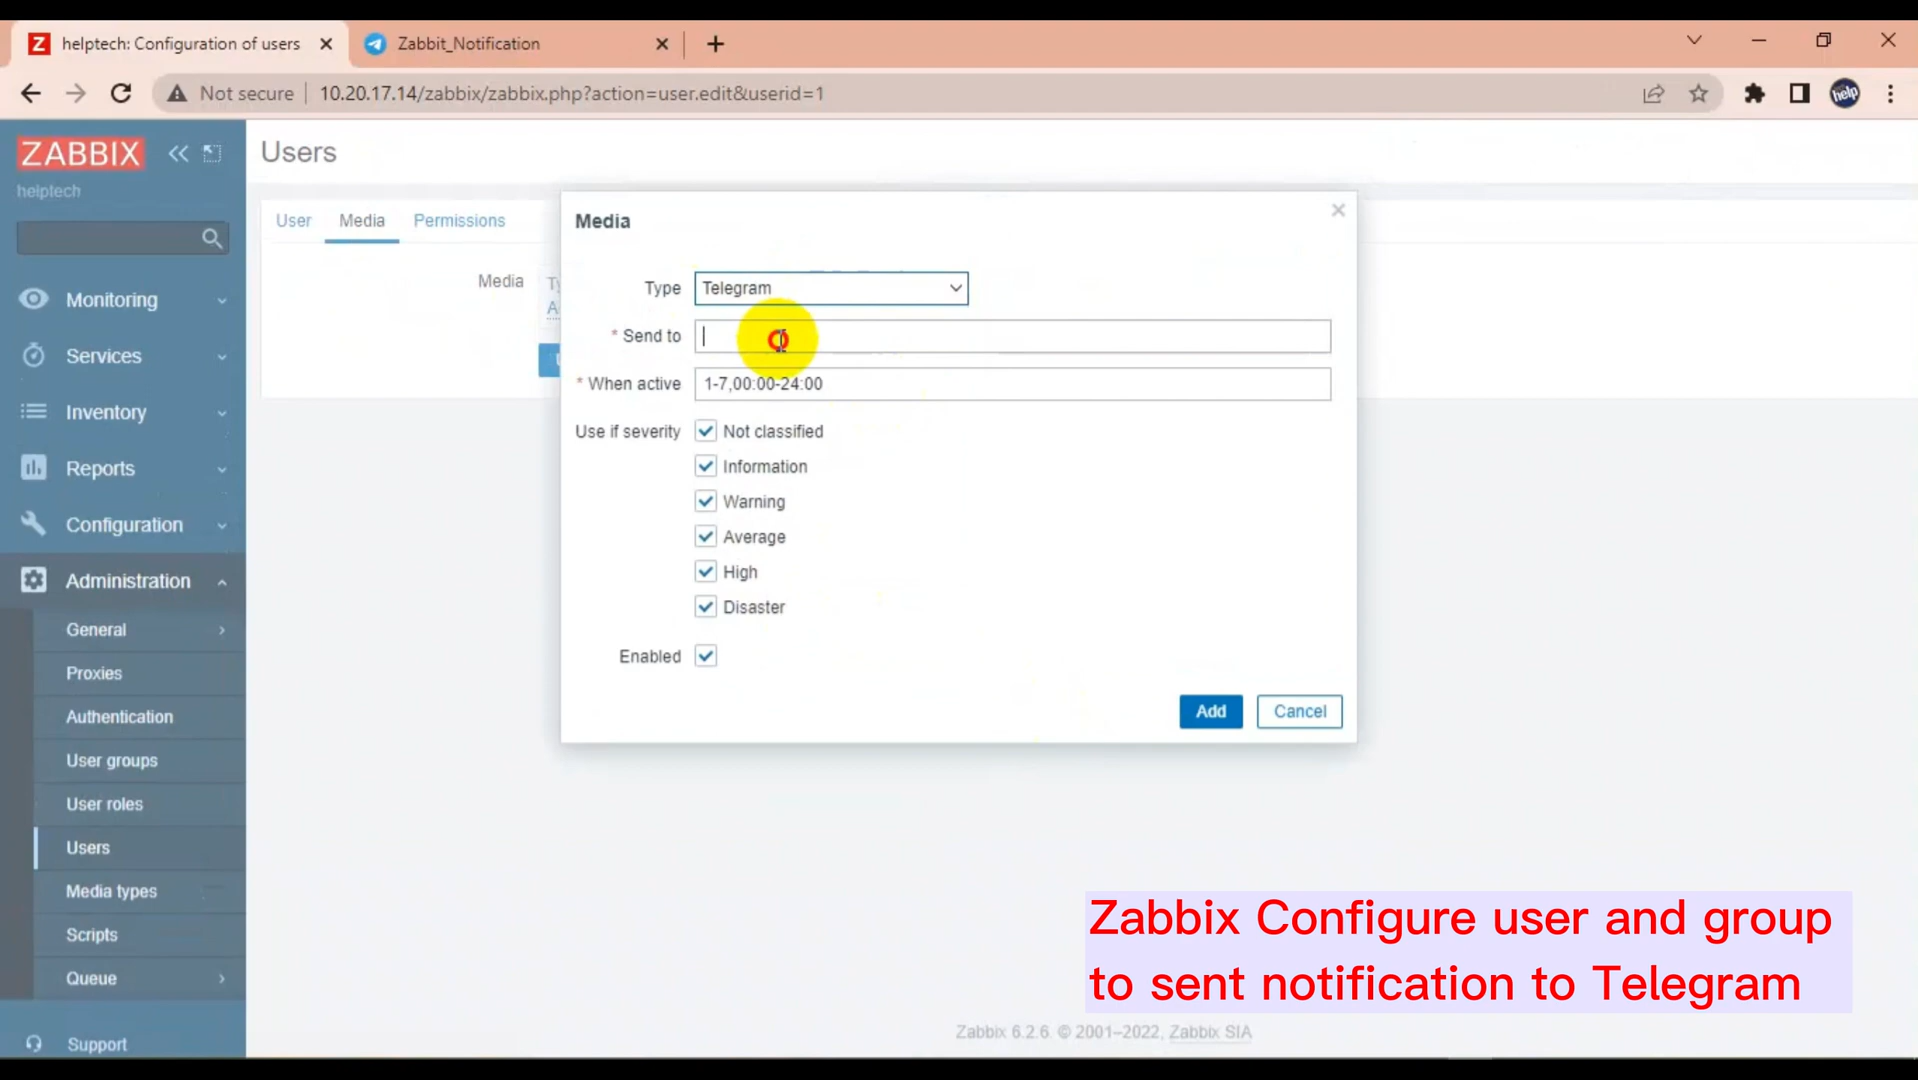 helptech: Configuration of users
Zabbit_Notification
Not secure
10.20.17.14/zabbix/zabbix.php?action=user.edit&userid=1
help
ZABBIX
helptech
Users
User
Media
Permissions
Media
Media
Type
Telegram
* Send to
* When active
1-7,00:00-24:00
Use if severity
Not classified
Information
Warning
Average
High
Disaster
Enabled
Add
Cancel
Monitoring
Services
Inventory
Reports
Configuration
Administration
General
Proxies
Authentication
User groups
User roles
Users
Media types
Scripts
Queue
Support
Zabbix Configure user and group
to sent notification to Telegram
Zabbix 6.2.6. © 2001–2022, Zabbix SIA